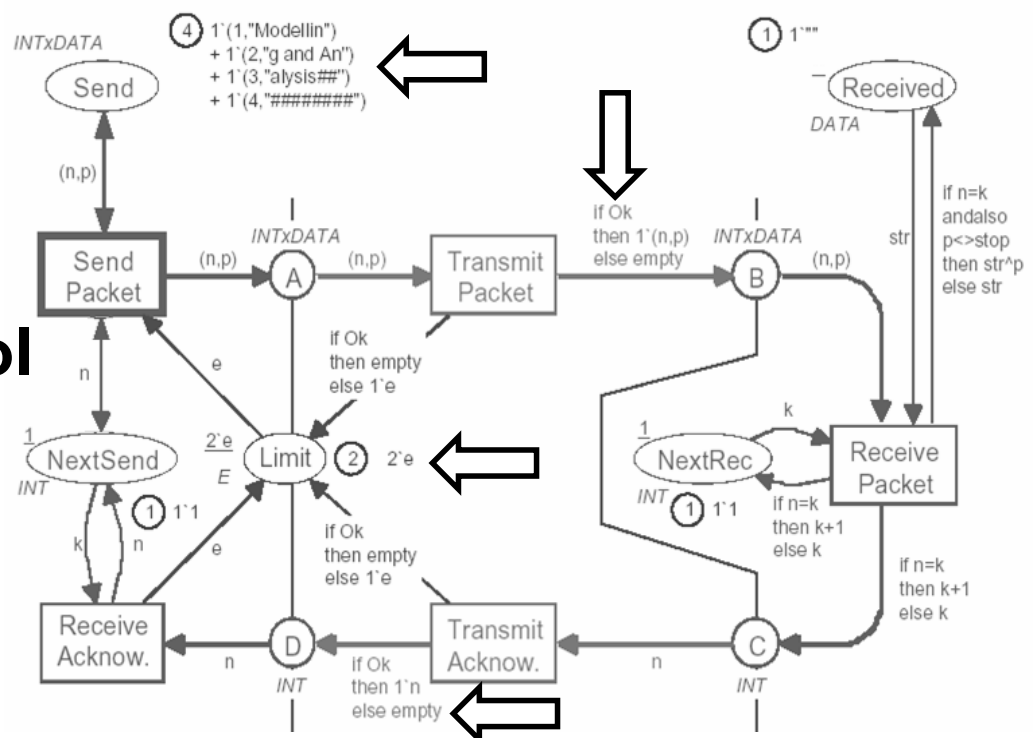 4 1`(1,"Modellin")
+ 1`(2,"g and An")
+ 1`(3,"alysis##")
+ 1`(4,"########")
1 1`""
INTxDATA
Send
Received
DATA
(n,p)
if Ok
then 1`(n,p)
else empty
if n=k
andalso
p<>stop
then str^p
else str
str
INTxDATA
INTxDATA
Send
Packet
(n,p)
A
(n,p)
Transmit
Packet
B
(n,p)
ol
n
e
if Ok
then empty
else 1`e
k
1
NextSend
INT
1 1`1
2`e
E
Limit
2 2`e
1
NextRec
INT
1 1`1
if n=k
then k+1
else k
Receive
Packet
k
n
e
if Ok
then empty
else 1`e
if n=k
then k+1
else k
Receive
Acknow.
n
D
INT
if Ok
then 1`n
else empty
Transmit
Acknow.
n
C
INT